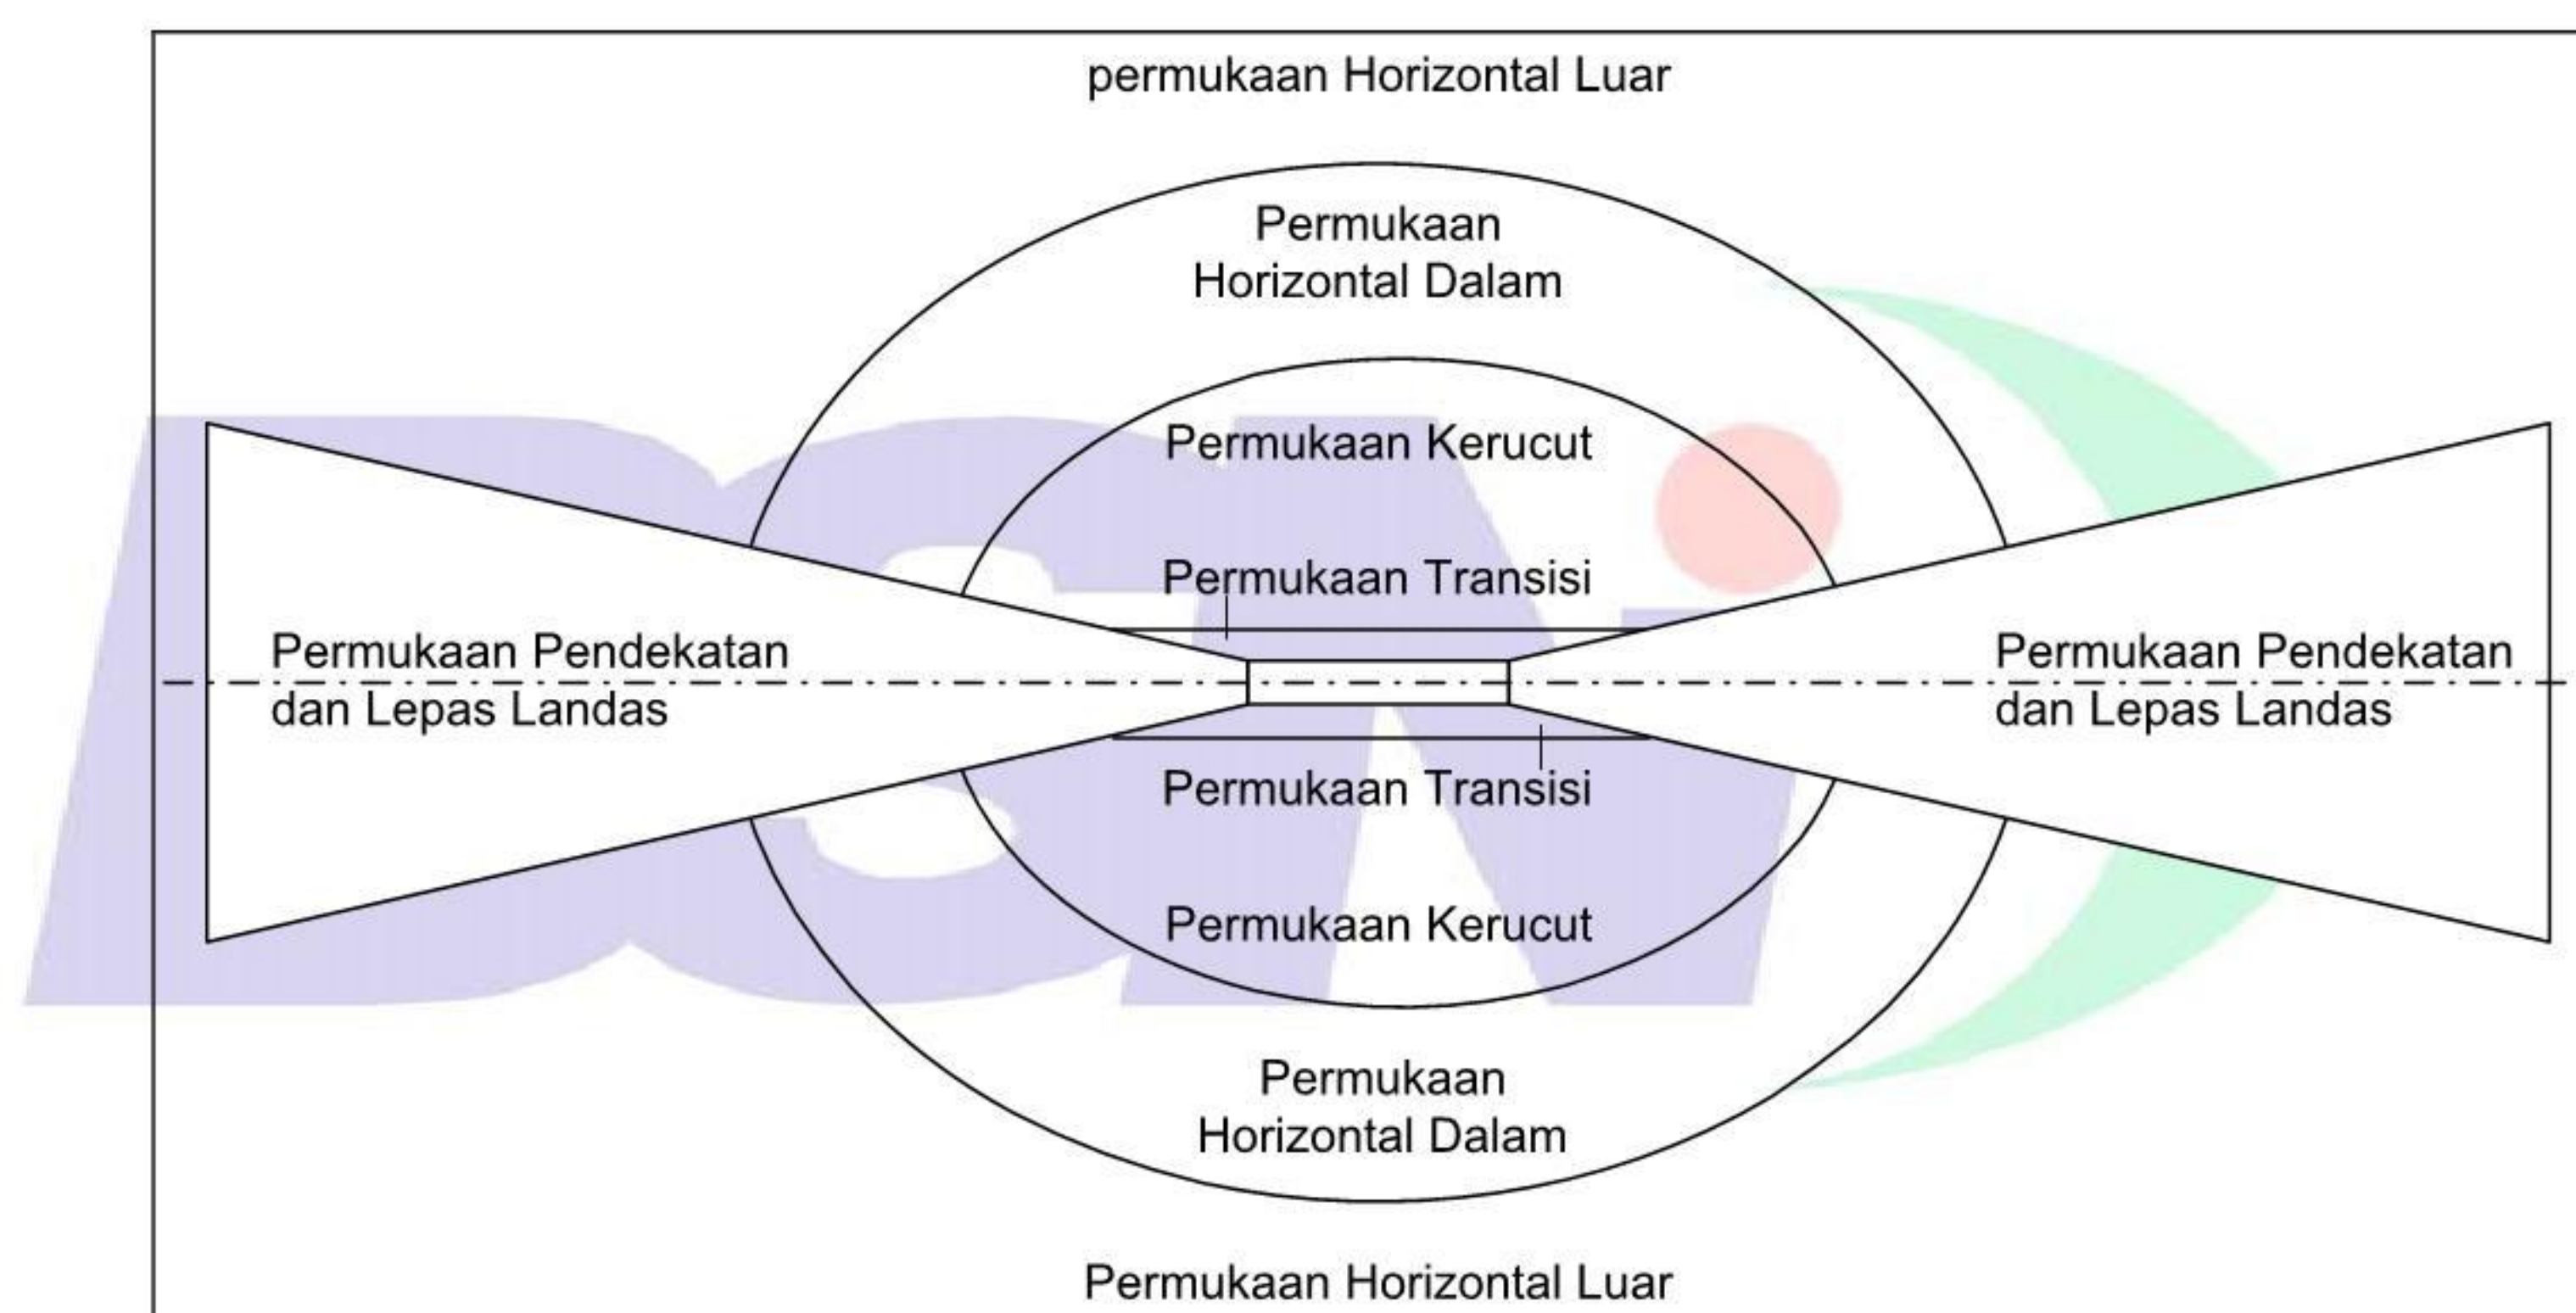 permukaan Horizontal Luar
Permukaan
Horizontal Dalam
Permukaan Kerucut
Permukaan Transisi
Permukaan Pendekatan
dan Lepas Landas
Permukaan Pendekatan
dan Lepas Landas
Permukaan Transisi
Permukaan Kerucut
Permukaan
Horizontal Dalam
Permukaan Horizontal Luar